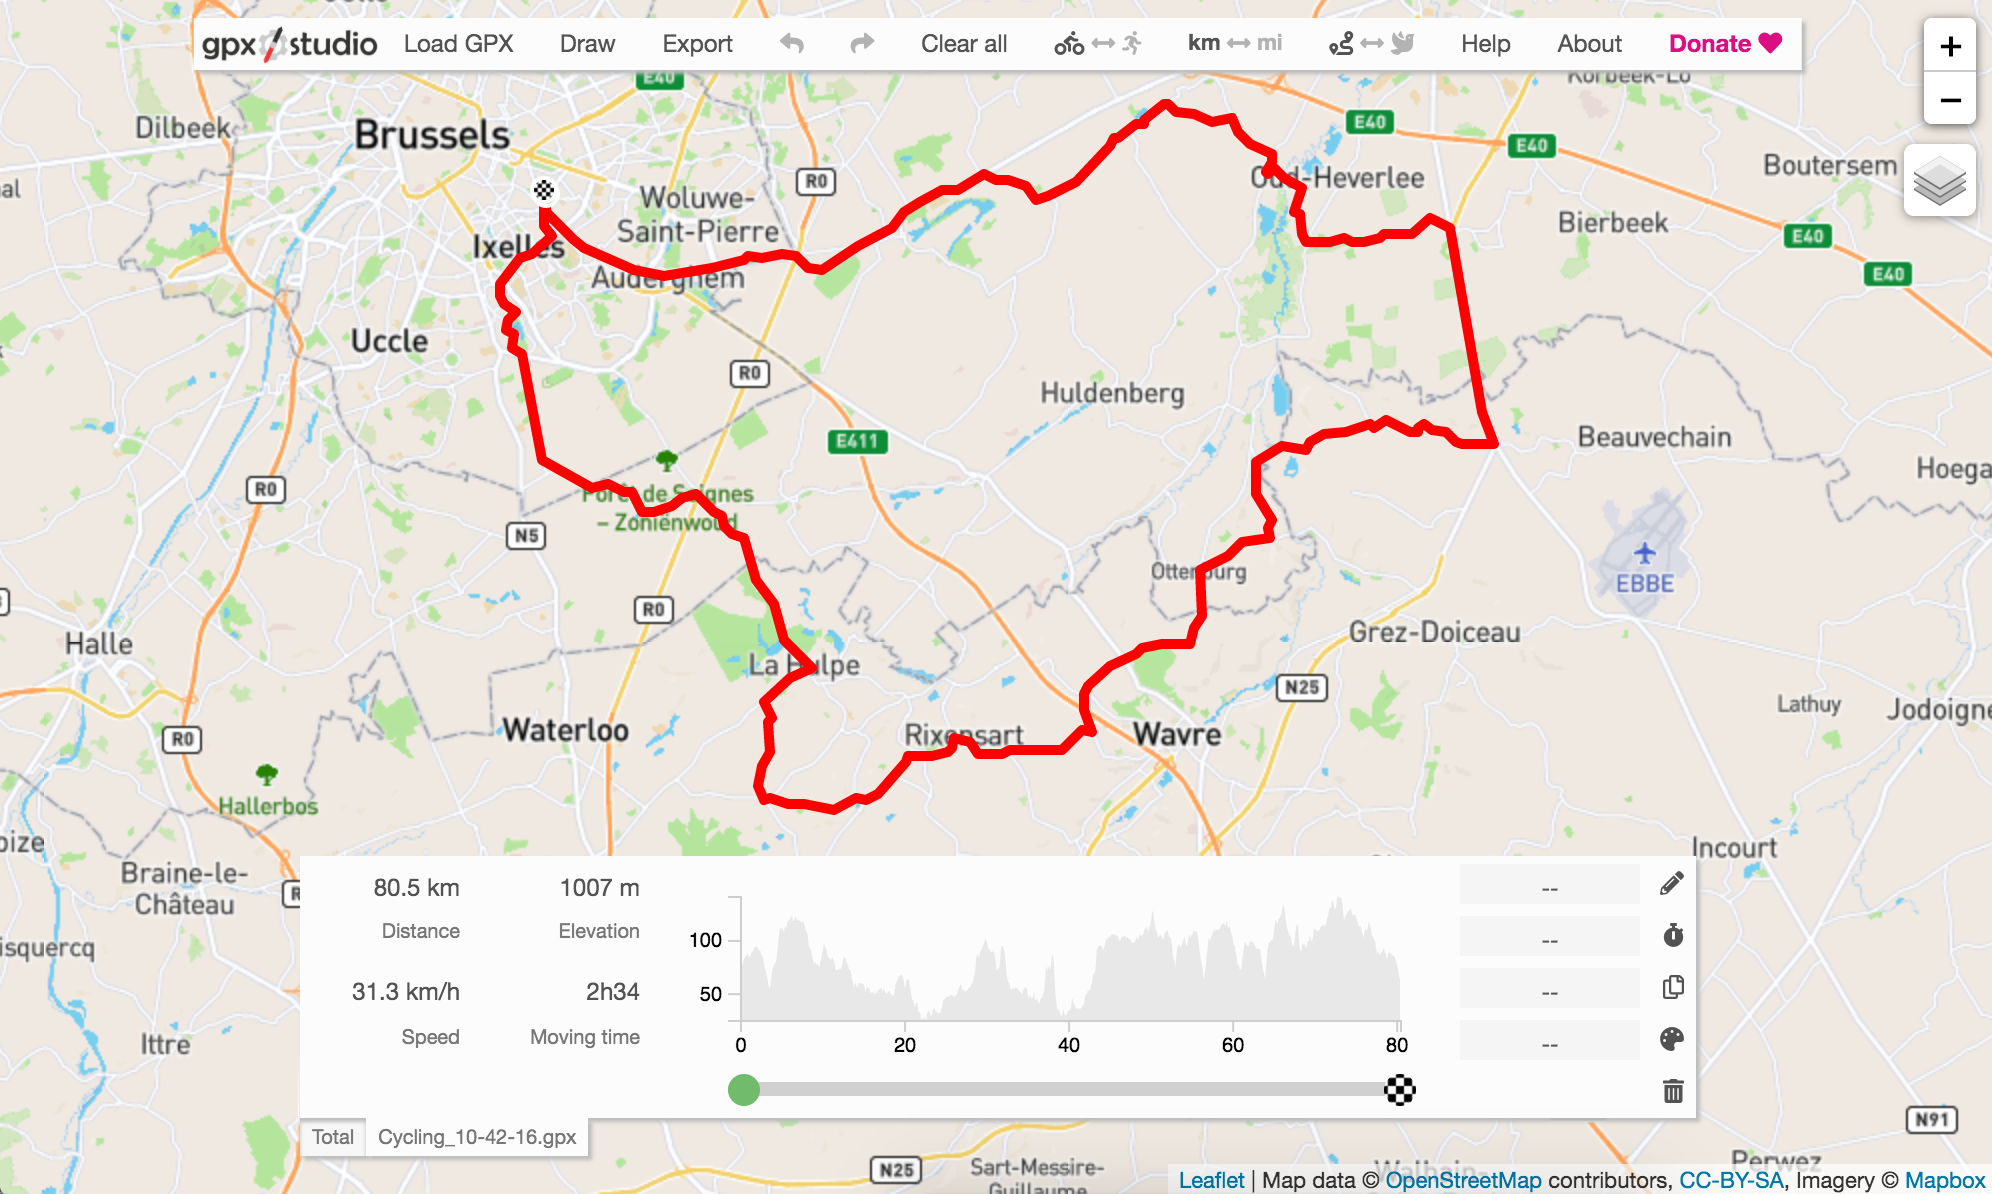 gpx studio Load GPX Draw Export Clear all km mi Help About Donate
+
−
E40
Korbeek-Lo
Dilbeek
Brussels
E40
E40
Boutersem
R0
Woluwe-
Saint-Pierre
Oud-Heverlee
Bierbeek
E40
E40
Ixelles
Auderghem
Uccle
R0
Huldenberg
E411
Beauvechain
R0
Forêt de Soignes
– Zoniënwoud
N5
EBBE
Ottenburg
R0
Halle
La Hulpe
Grez-Doiceau
N25
Lathuy
Waterloo
Rixensart
Wavre
R0
Hallerbos
Incourt
Braine-le-
Château
Ittre
N91
N25
Sart-Messire-
Guillaume
Perwez
80.5 km 1007 m
Distance Elevation
31.3 km/h 2h34
Speed Moving time
100
50
0 20 40 60 80
--
--
--
--
Total Cycling_10-42-16.gpx
Leaflet | Map data © OpenStreetMap contributors, CC-BY-SA, Imagery © Mapbox